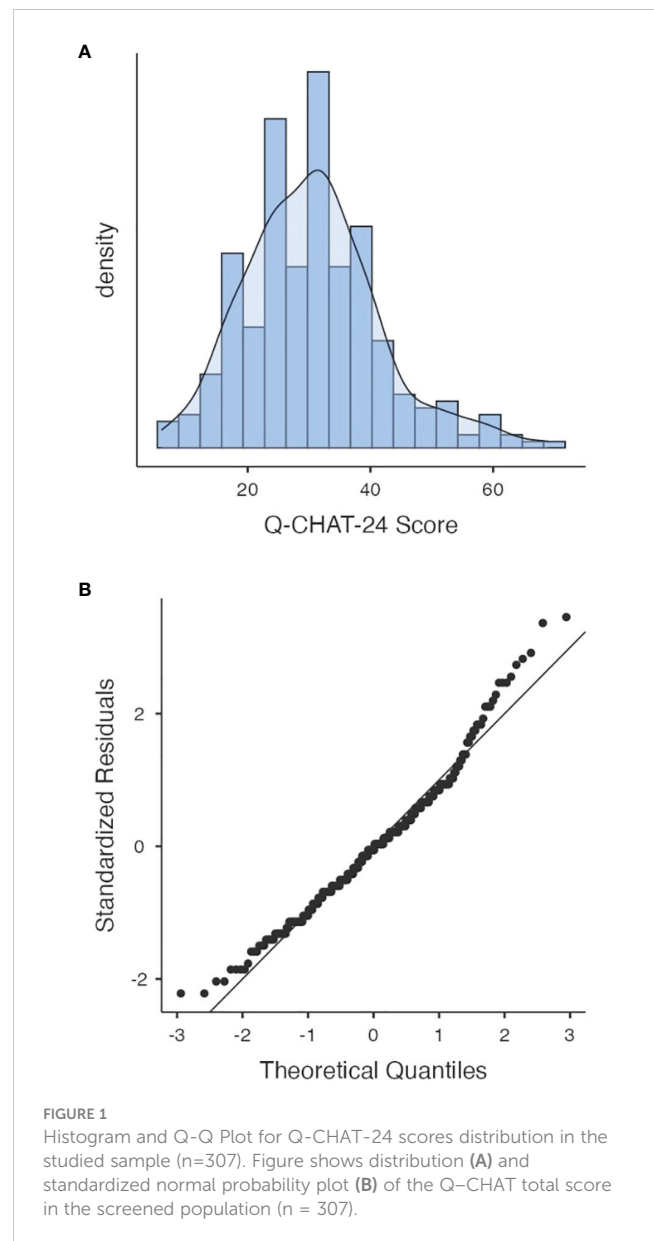 A
density
20 40 60
Q-CHAT-24 Score
B
Standardized Residuals
2
0
-2
-3 -2 -1 0 1 2 3
Theoretical Quantiles
FIGURE 1
Histogram and Q-Q Plot for Q-CHAT-24 scores distribution in the
studied sample (n=307). Figure shows distribution (A) and
standardized normal probability plot (B) of the Q–CHAT total score
in the screened population (n = 307).